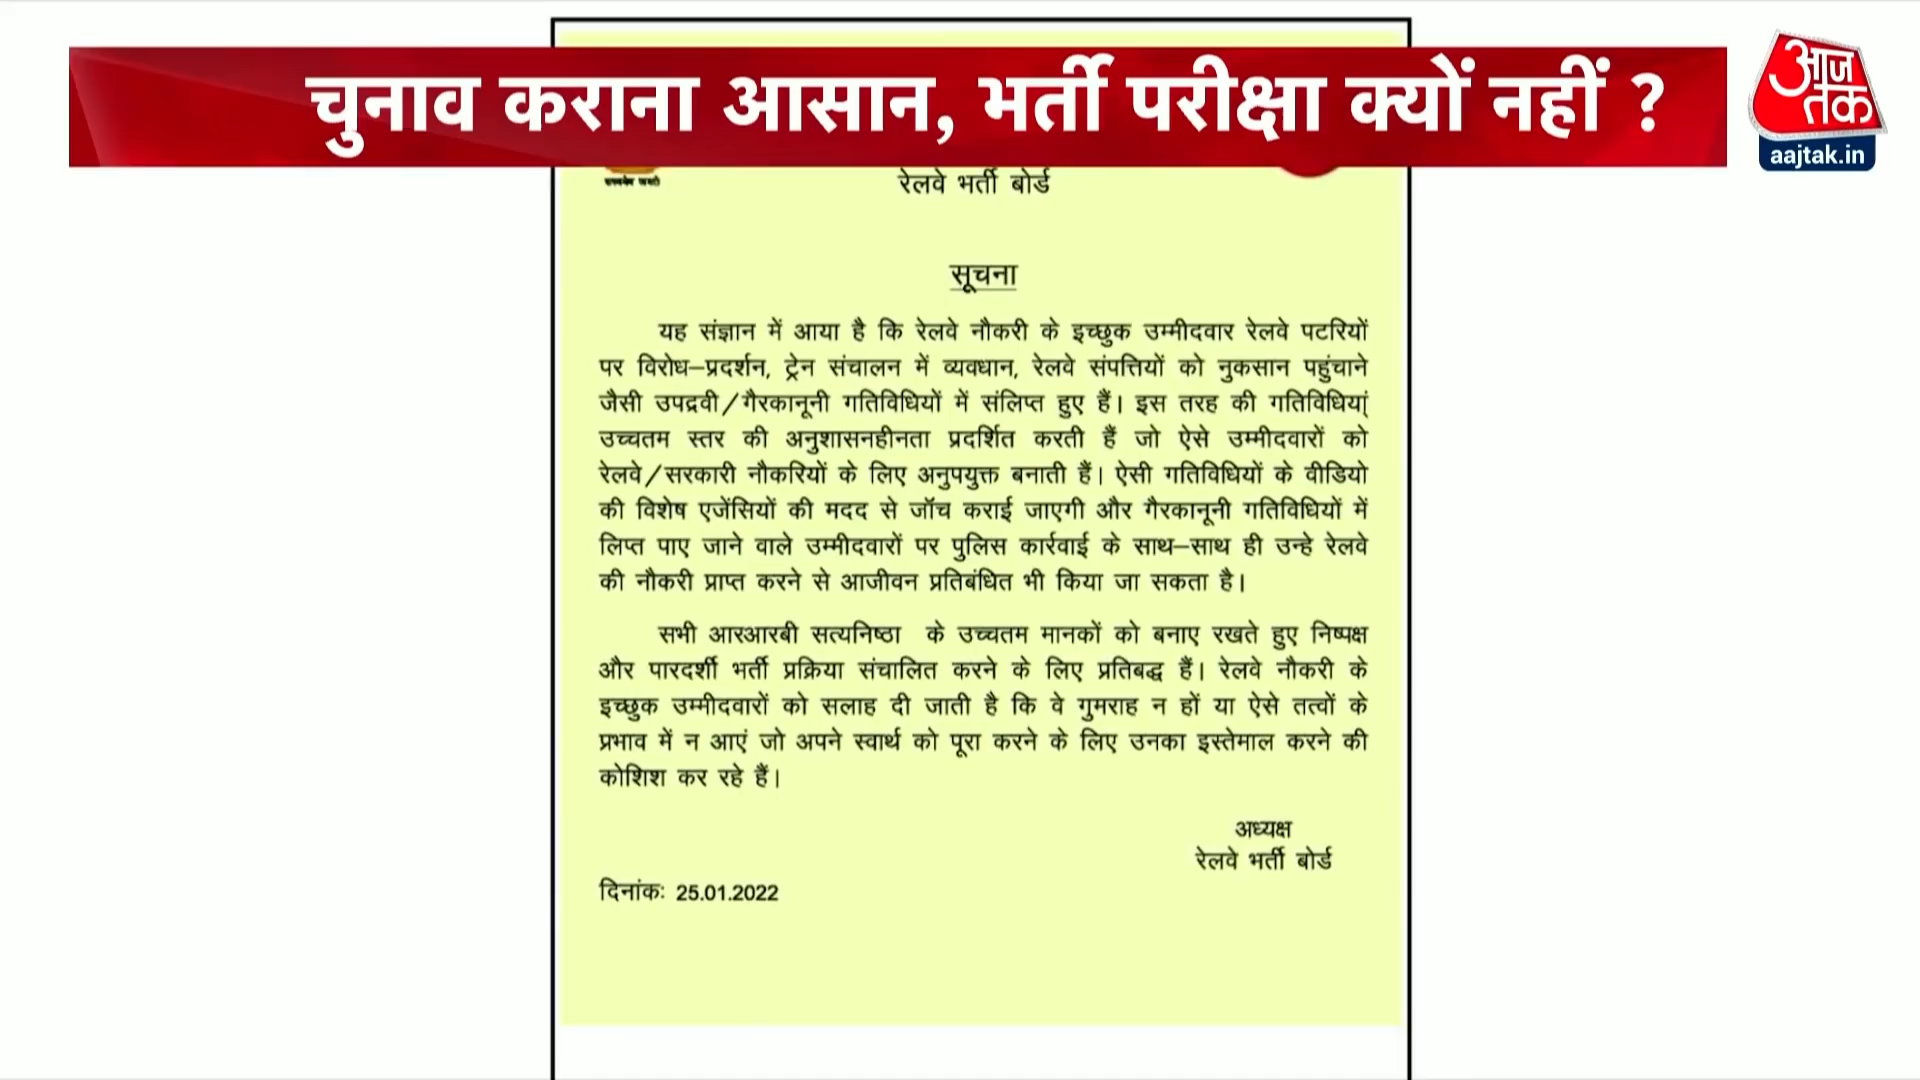 चुनाव कराना आसान, भर्ती परीक्षा क्यों नहीं ?
आज
तक
aajtak.in
सत्यमेव जयते
रेलवे भर्ती बोर्ड
सूचना
यह संज्ञान में आया है कि रेलवे नौकरी के इच्छुक उम्मीदवार रेलवे पटरियों
पर विरोध–प्रदर्शन, ट्रेन संचालन में व्यवधान, रेलवे संपत्तियों को नुकसान पहुंचाने
जैसी उपद्रवी/गैरकानूनी गतिविधियों में संलिप्त हुए हैं। इस तरह की गतिविधियां
उच्चतम स्तर की अनुशासनहीनता प्रदर्शित करती हैं जो ऐसे उम्मीदवारों को
रेलवे/सरकारी नौकरियों के लिए अनुपयुक्त बनाती हैं। ऐसी गतिविधियों के वीडियो
की विशेष एजेंसियों की मदद से जॉच कराई जाएगी और गैरकानूनी गतिविधियों में
लिप्त पाए जाने वाले उम्मीदवारों पर पुलिस कार्रवाई के साथ–साथ ही उन्हे रेलवे
की नौकरी प्राप्त करने से आजीवन प्रतिबंधित भी किया जा सकता है।
सभी आरआरबी सत्यनिष्ठा के उच्चतम मानकों को बनाए रखते हुए निष्पक्ष
और पारदर्शी भर्ती प्रक्रिया संचालित करने के लिए प्रतिबद्ध हैं। रेलवे नौकरी के
इच्छुक उम्मीदवारों को सलाह दी जाती है कि वे गुमराह न हों या ऐसे तत्वों के
प्रभाव में न आएं जो अपने स्वार्थ को पूरा करने के लिए उनका इस्तेमाल करने की
कोशिश कर रहे हैं।
अध्यक्ष
रेलवे भर्ती बोर्ड
दिनांकः 25.01.2022